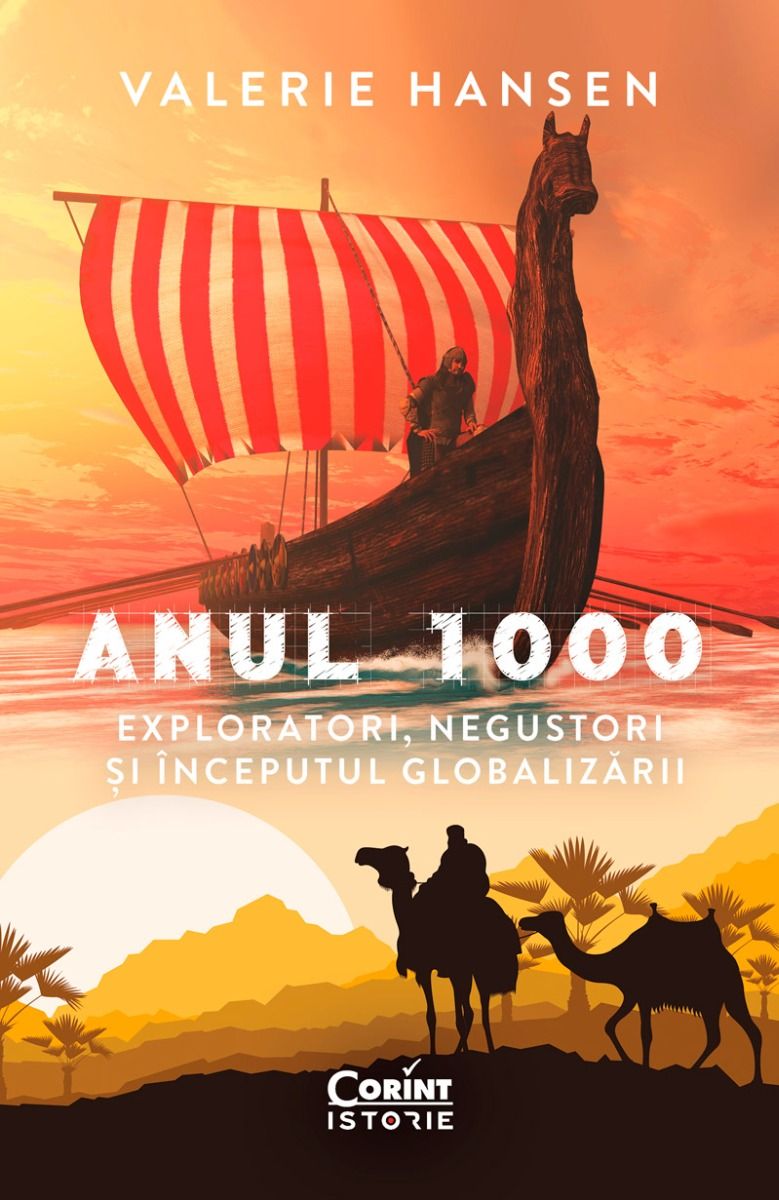 VALERIE HANSEN
ANUL 1000
EXPLORATORI, NEGUSTORI
ȘI ÎNCEPUTUL GLOBALIZĂRII
CORINT
ISTORIE